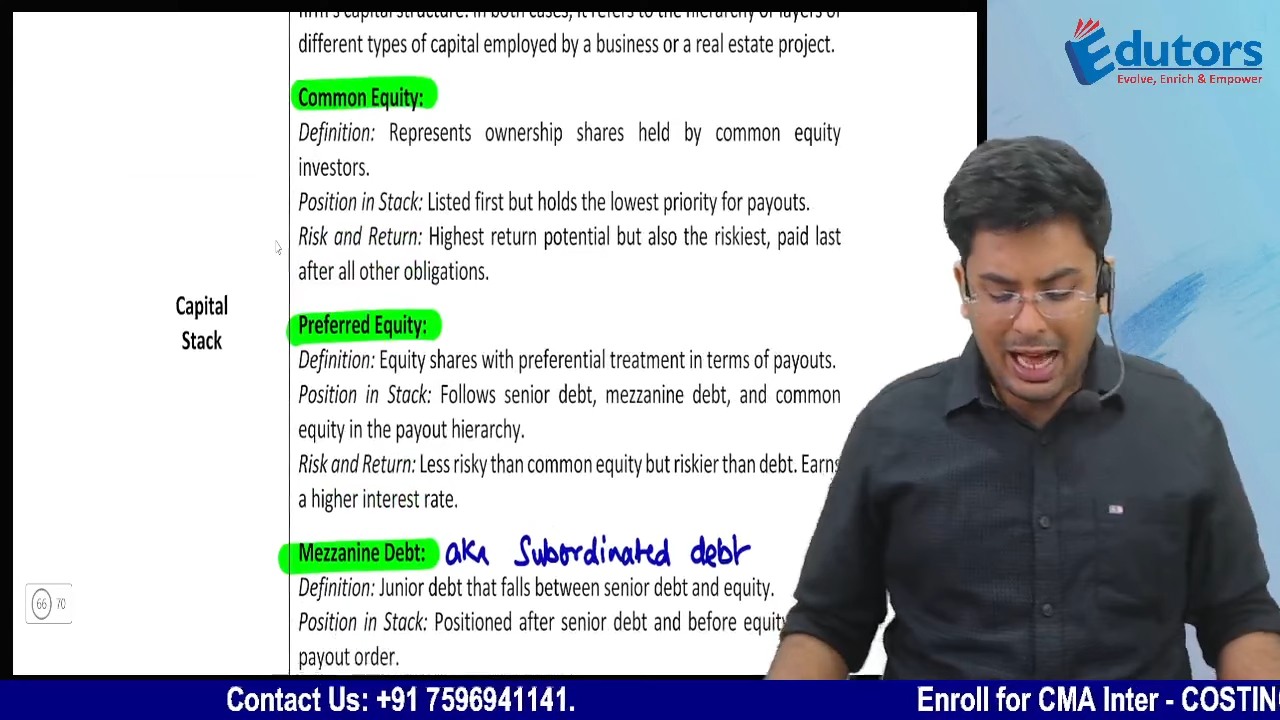 different types of capital employed by a business or a real estate project.
Common Equity:
Definition: Represents ownership shares held by common equity
investors.
Position in Stack: Listed first but holds the lowest priority for payouts.
Risk and Return: Highest return potential but also the riskiest, paid last
after all other obligations.
Capital
Stack
Preferred Equity:
Definition: Equity shares with preferential treatment in terms of payouts.
Position in Stack: Follows senior debt, mezzanine debt, and common
equity in the payout hierarchy.
Risk and Return: Less risky than common equity but riskier than debt. Earns
a higher interest rate.
Mezzanine Debt: aka Subordinated debt
Definition: Junior debt that falls between senior debt and equity.
Position in Stack: Positioned after senior debt and before equity
payout order.
66 70
Edutors
Evolve, Enrich & Empower
Contact Us: +91 7596941141.
Enroll for CMA Inter - COSTING